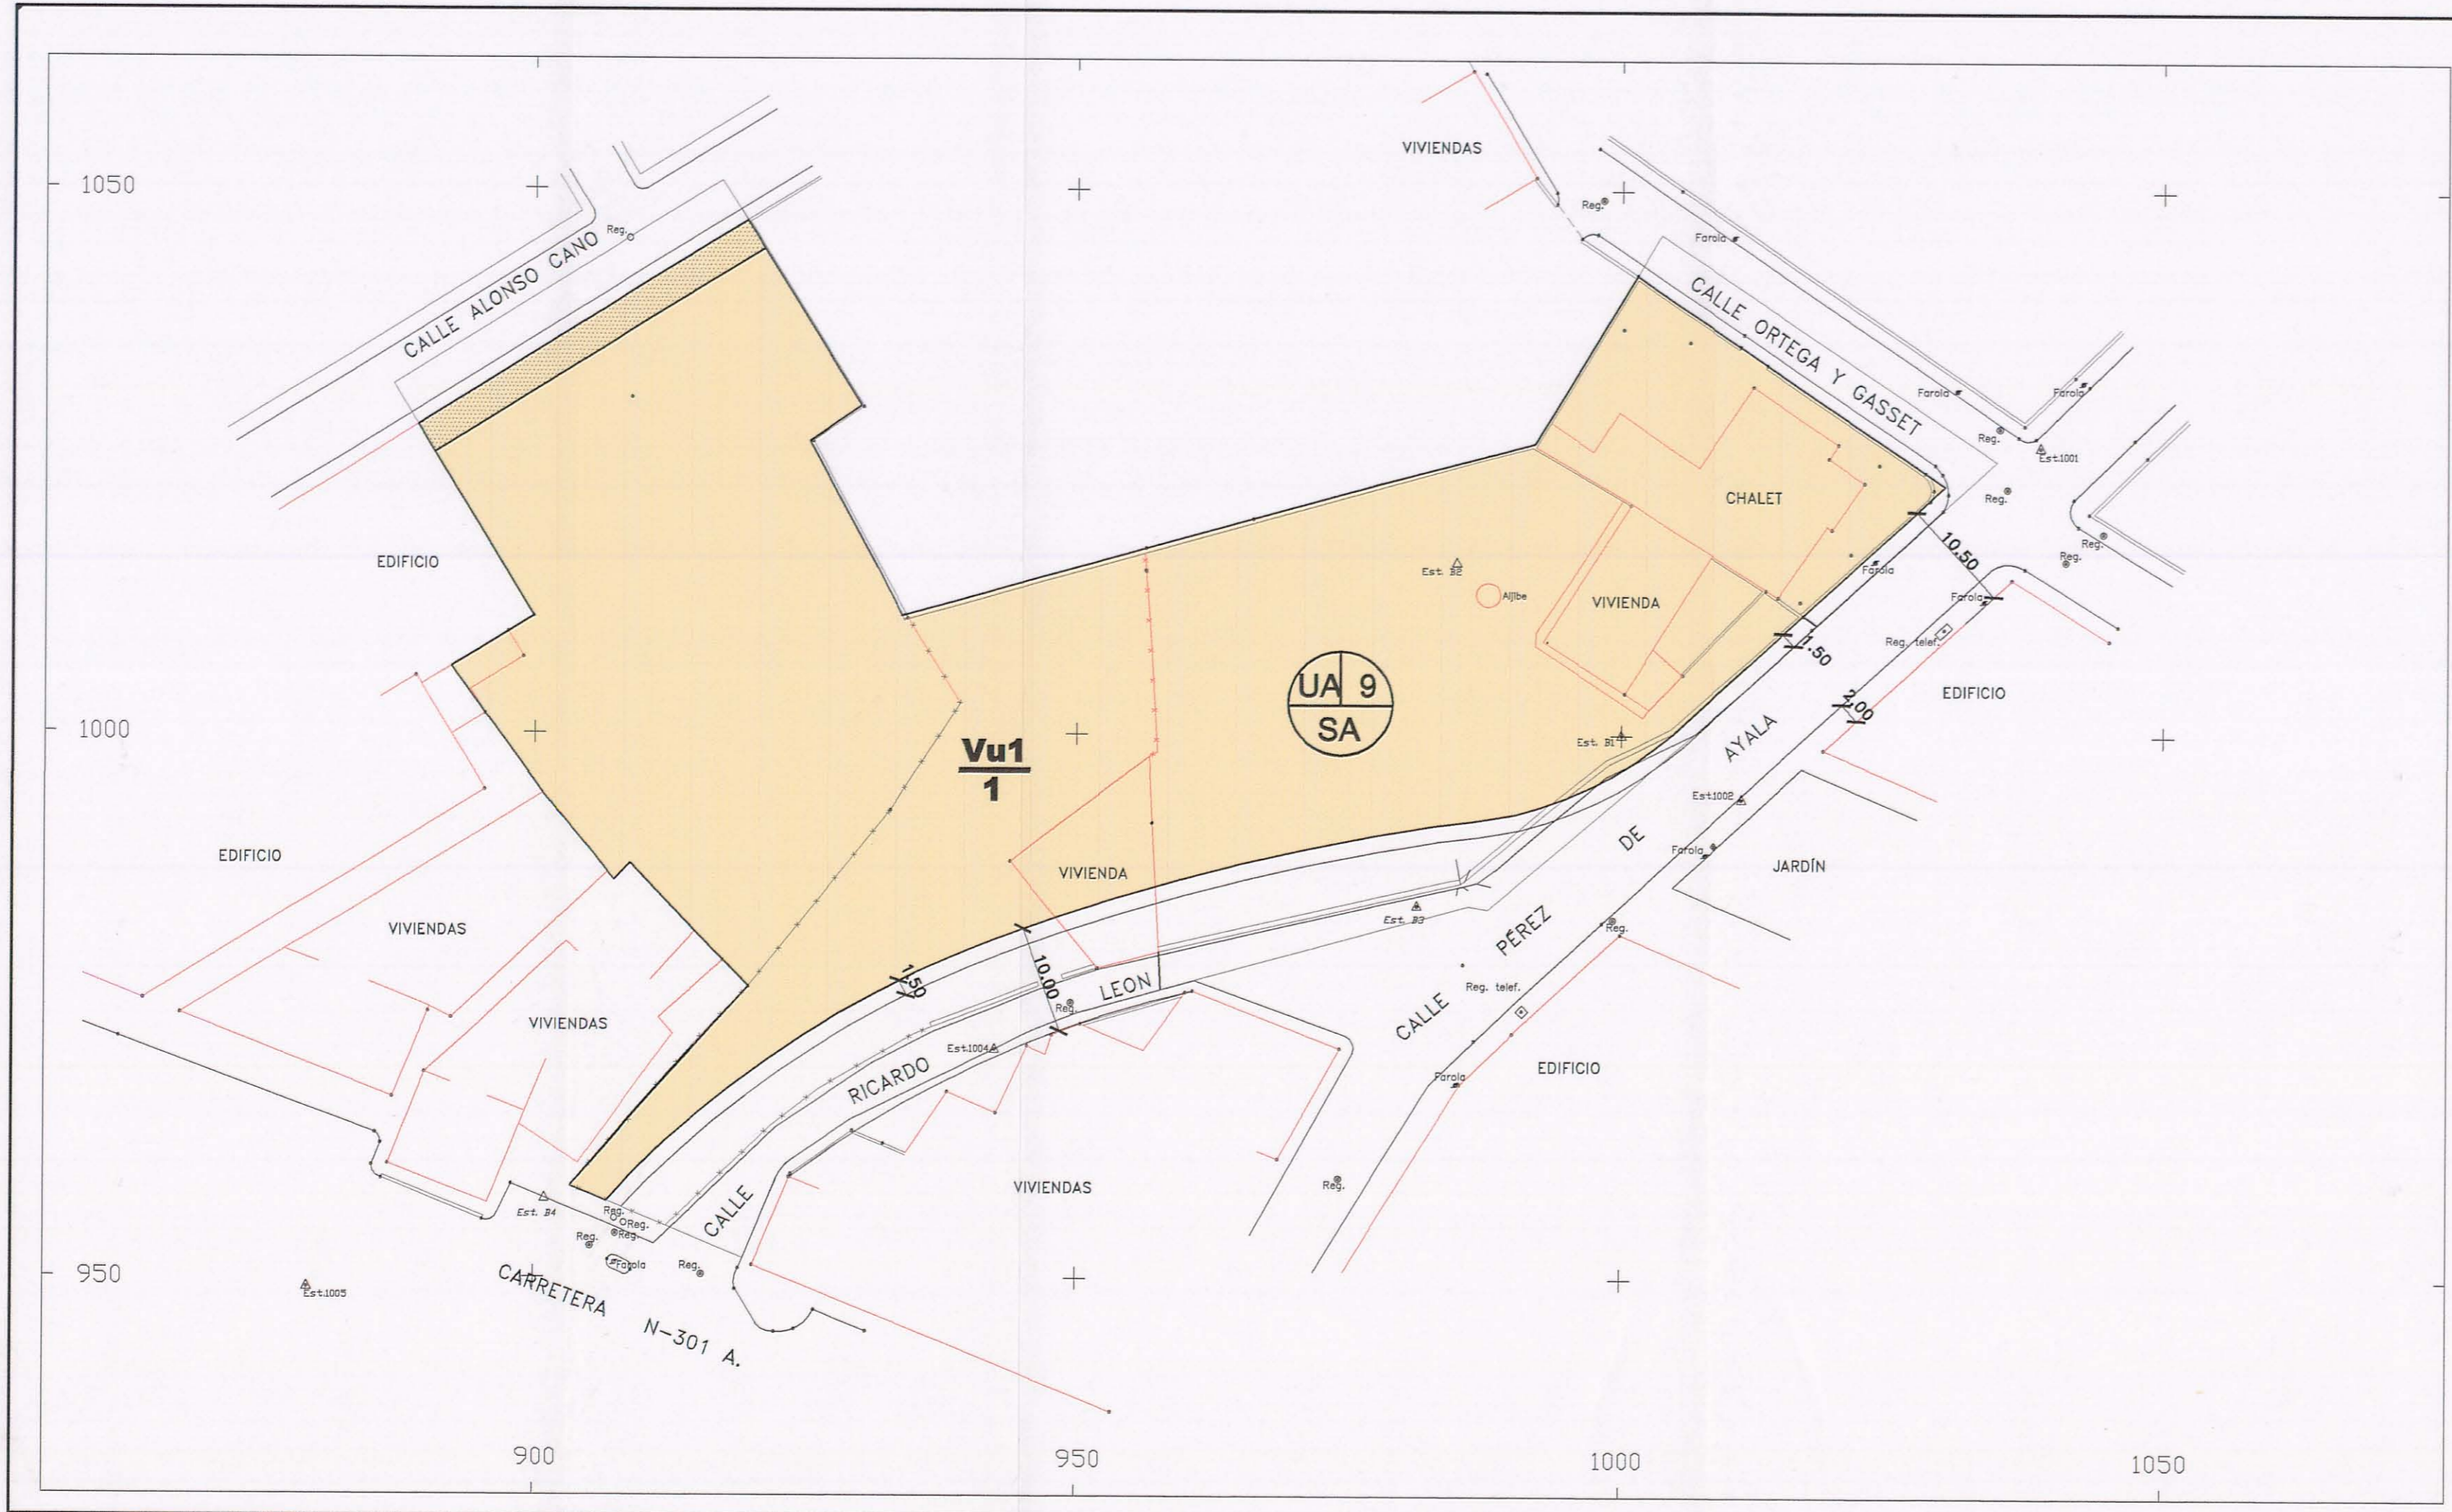 VIVIENDAS
1050
Reg.
Farola
Reg.
CALLE ALONSO CANO
CALLE ORTEGA Y GASSET
Farola
Farola
Reg.
Est.1001
CHALET
Reg.
10.50
Reg.
Reg.
EDIFICIO
Est. B2
Farola
Aljibe
VIVIENDA
Farola
Reg. telef.
1.50
UA 9
SA
EDIFICIO
2.00
1000
Vu1
1
Est. B1
AYALA
Est.1002
DE
Farola
EDIFICIO
JARDÍN
VIVIENDA
Est. B3
VIVIENDAS
PÉREZ
Reg.
1.50
10.00
LEON
Reg.
Reg. telef.
CALLE
VIVIENDAS
Est.1004
RICARDO
EDIFICIO
Farola
VIVIENDAS
Reg.
CALLE
Est. B4
Reg.
Reg.
Reg.
Reg.
Farola
Reg.
950
CARRETERA N-301 A.
Est.1005
900
950
1000
1050